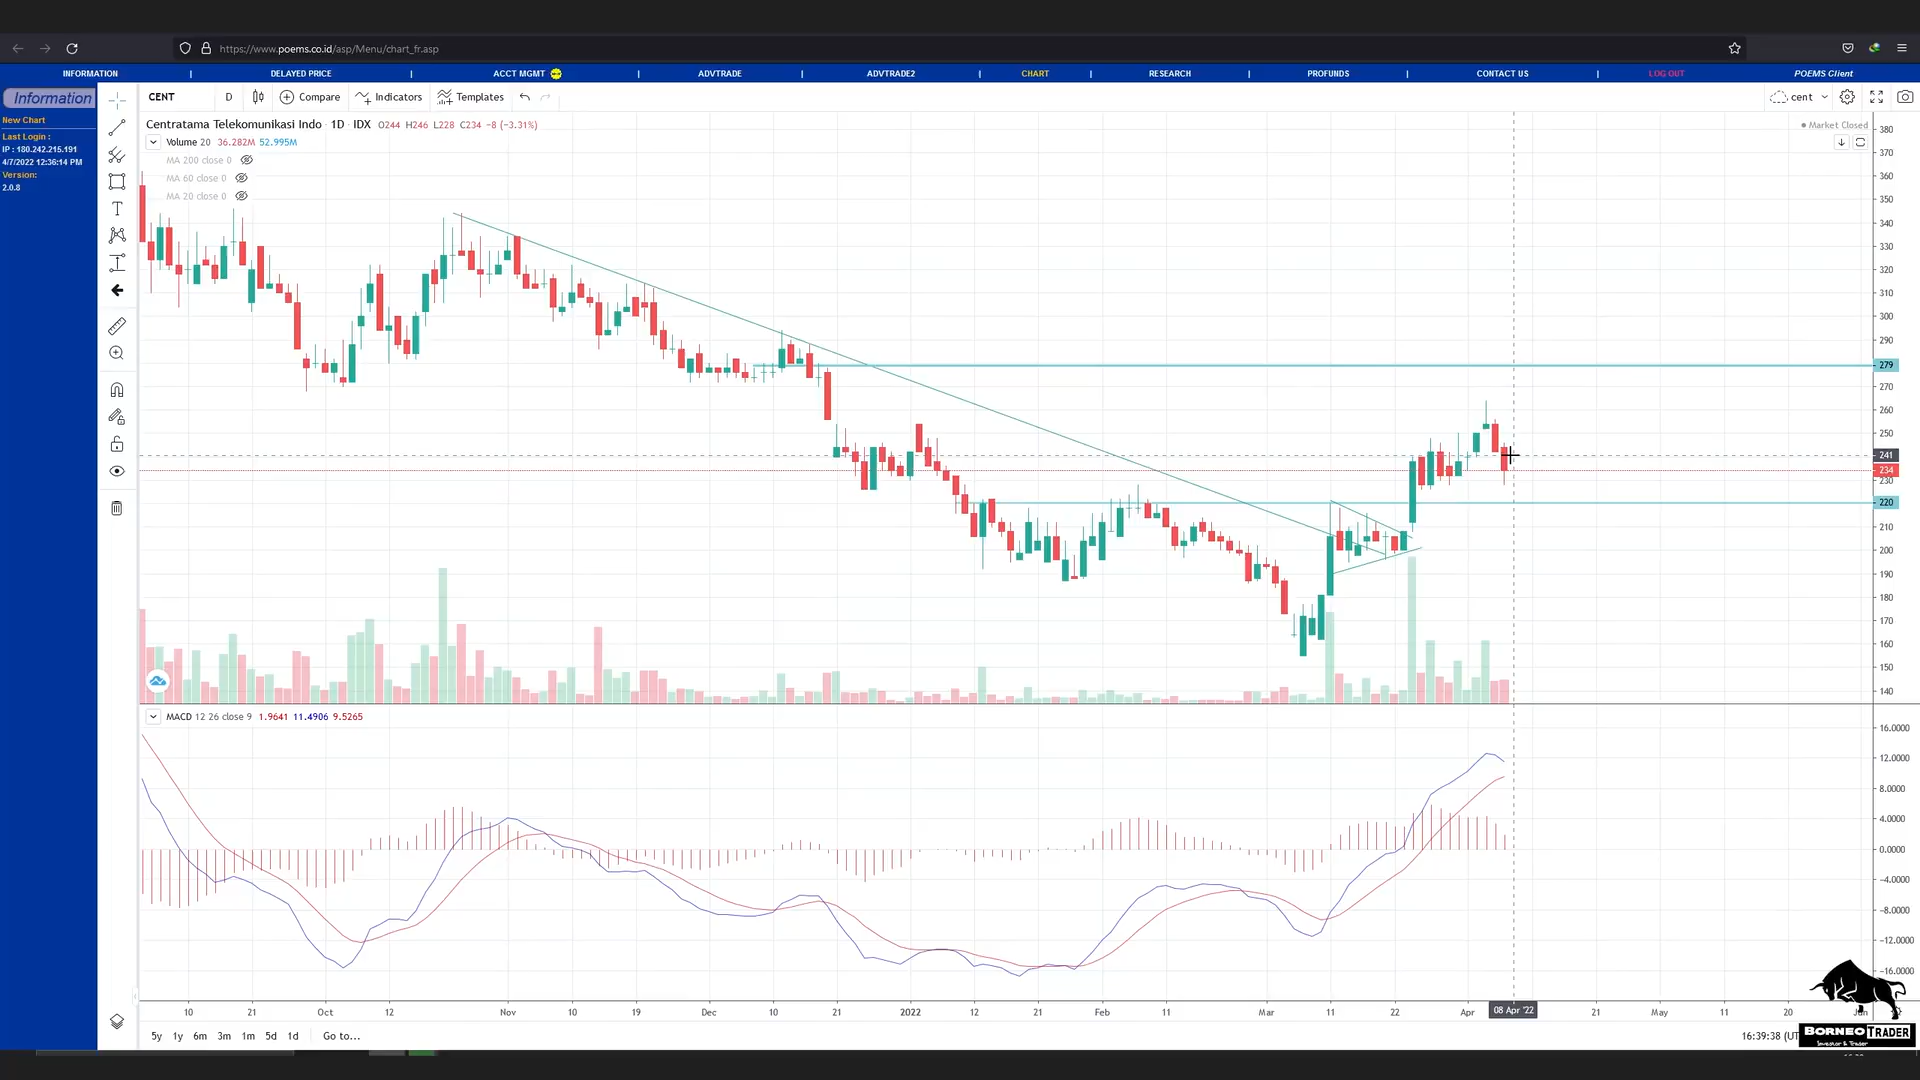 https://www.poems.co.id/asp/Menu/chart_fr.asp
INFORMATION | DELAYED PRICE | ACCT MGMT | ADVTRADE | ADVTRADE2 | CHART | RESEARCH | PROFUNDS | CONTACT US | LOG OUT POEMS Client
Information
New Chart
Last Login :
IP : 180.242.215.191
4/7/2022 12:36:14 PM
Version:
2.0.8
CENT D Compare Indicators Templates cent
Centratama Telekomunikasi Indo · 1D · IDX O244 H246 L228 C234 -8 (-3.31%)
Market Closed
Volume 20 36.282M 52.995M
MA 200 close 0
MA 60 close 0
MA 20 close 0
380
370
360
350
340
330
320
310
300
290
279
270
260
250
241
234
230
220
210
200
190
180
170
160
150
140
MACD 12 26 close 9 1.9641 11.4906 9.5265
16.0000
12.0000
8.0000
4.0000
0.0000
-4.0000
-8.0000
-12.0000
-16.0000
10 21 Oct 12 Nov 10 19 Dec 10 21 2022 12 21 Feb 11 Mar 11 22 Apr 08 Apr '22 21 May 11 20 Jun
5y 1y 6m 3m 1m 5d 1d Go to...
16:39:38 (UT
BORNEO TRADER
Investor & Trader